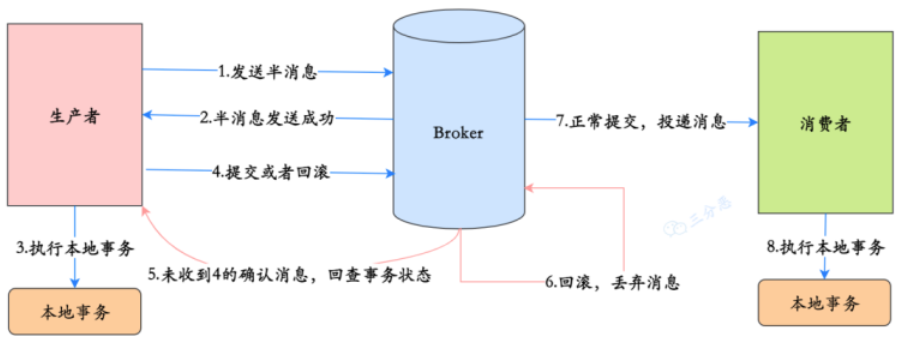 1.发送半消息
生产者
2.半消息发送成功
Broker
7.正常提交，投递消息
消费者
4.提交或者回滚
三分恶
3.执行本地事务
8.执行本地事务
5.未收到4的确认消息，回查事务状态
6.回滚，丢弃消息
本地事务
本地事务